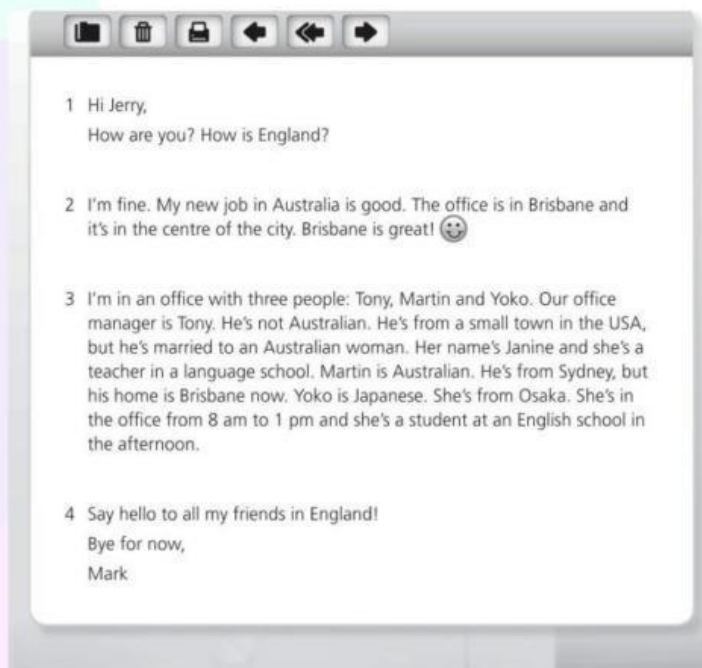 1 Hi Jerry,
How are you? How is England?
2 I'm fine. My new job in Australia is good. The office is in Brisbane and
it's in the centre of the city. Brisbane is great!
3 I'm in an office with three people: Tony, Martin and Yoko. Our office
manager is Tony. He's not Australian. He's from a small town in the USA,
but he's married to an Australian woman. Her name's Janine and she's a
teacher in a language school. Martin is Australian. He's from Sydney, but
his home is Brisbane now. Yoko is Japanese. She's from Osaka. She's in
the office from 8 am to 1 pm and she's a student at an English school in
the afternoon.
4 Say hello to all my friends in England!
Bye for now,
Mark